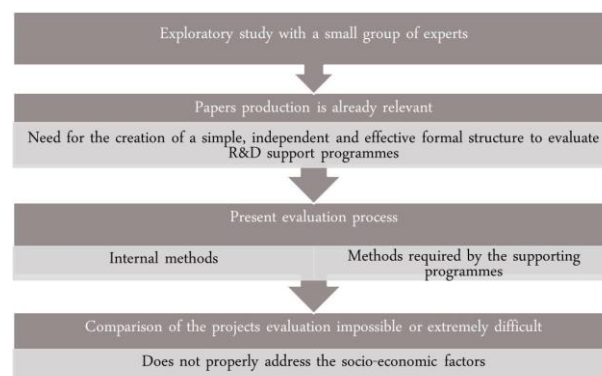 Exploratory study with a small group of experts
Papers production is already relevant
Need for the creation of a simple, independent and effective formal structure to evaluate
R&D support programmes
Present evaluation process
Internal methods
Methods required by the supporting
programmes
Comparison of the projects evaluation impossible or extremely difficult
Does not properly address the socio-economic factors